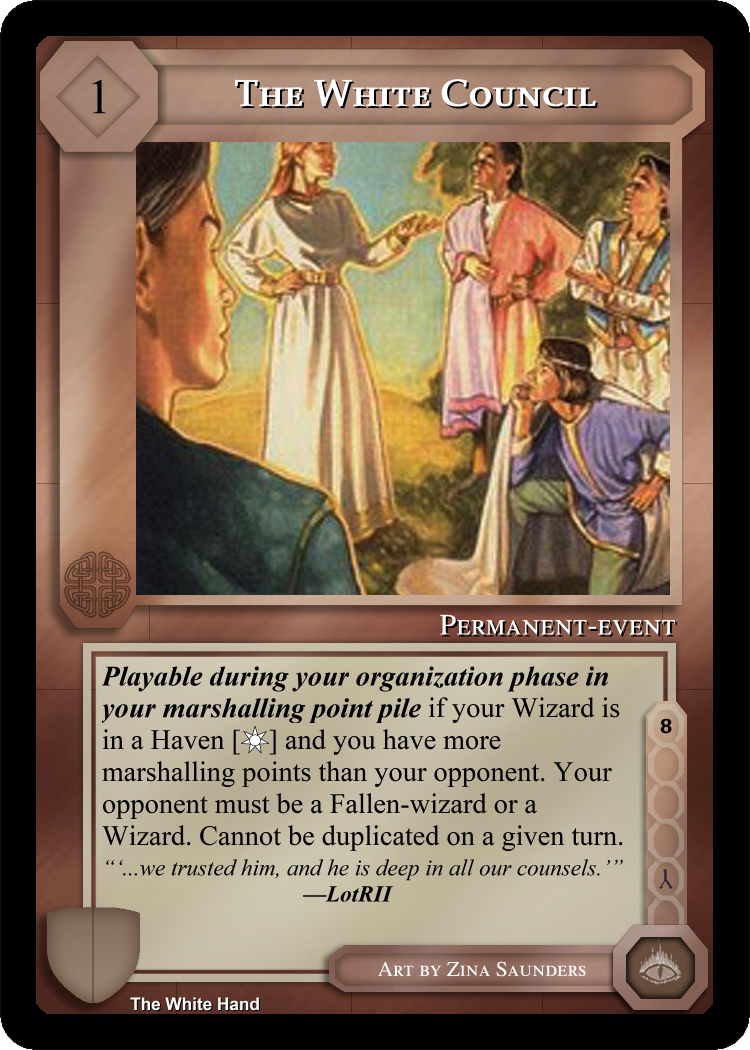 1
The White Council
Permanent-event
Playable during your organization phase in
your marshalling point pile if your Wizard is
in a Haven [] and you have more
marshalling points than your opponent. Your
opponent must be a Fallen-wizard or a
Wizard. Cannot be duplicated on a given turn.
“‘...we trusted him, and he is deep in all our counsels.’”
—LotRII
8
Art by Zina Saunders
The White Hand